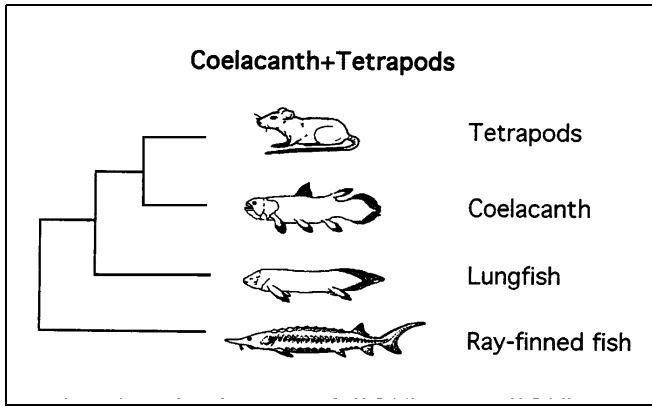 Coelacanth+Tetrapods
Tetrapods
Coelacanth
Lungfish
Ray-finned fish